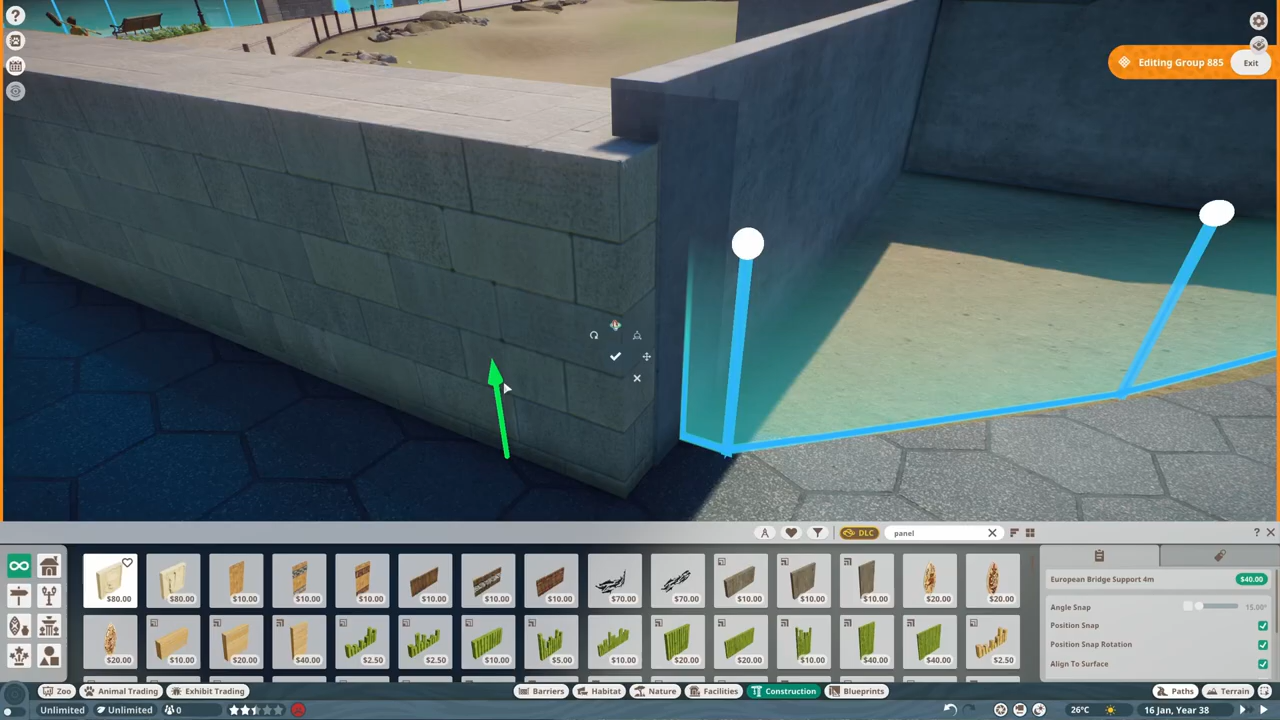 Editing Group 885
Exit
DLC
panel
$80.00
$80.00
$10.00
$10.00
$10.00
$10.00
$10.00
$10.00
$70.00
$70.00
$10.00
$10.00
$10.00
$20.00
$20.00
European Bridge Support 4m
$40.00
Angle Snap
15.00°
Position Snap
Position Snap Rotation
Align To Surface
$20.00
$10.00
$20.00
$40.00
$2.50
$2.50
$10.00
$5.00
$10.00
$20.00
$20.00
$10.00
$40.00
$40.00
$2.50
Zoo
Animal Trading
Exhibit Trading
Barriers
Habitat
Nature
Facilities
Construction
Blueprints
Paths
Terrain
Unlimited
Unlimited
0
26°C
16 Jan, Year 38